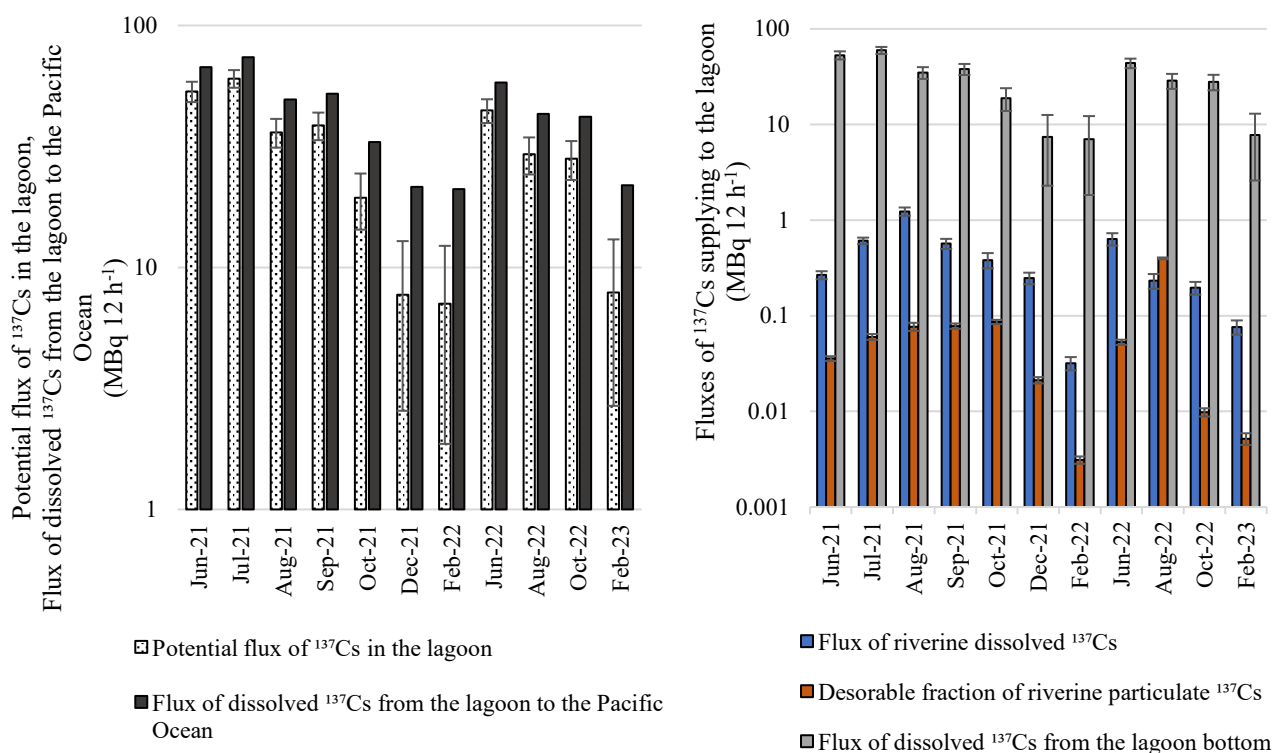 Potential flux of ¹³⁷Cs in the lagoon,
Flux of dissolved ¹³⁷Cs from the lagoon to the Pacific
Ocean
(MBq 12 h⁻¹)
100
10
1
Jun-21
Jul-21
Aug-21
Sep-21
Oct-21
Dec-21
Feb-22
Jun-22
Aug-22
Oct-22
Feb-23
Potential flux of ¹³⁷Cs in the lagoon
Flux of dissolved ¹³⁷Cs from the lagoon to the Pacific
Ocean
Fluxes of ¹³⁷Cs supplying to the lagoon
(MBq 12 h⁻¹)
100
10
1
0.1
0.01
0.001
Jun-21
Jul-21
Aug-21
Sep-21
Oct-21
Dec-21
Feb-22
Jun-22
Aug-22
Oct-22
Feb-23
Flux of riverine dissolved ¹³⁷Cs
Desorable fraction of riverine particulate ¹³⁷Cs
Flux of dissolved ¹³⁷Cs from the lagoon bottom